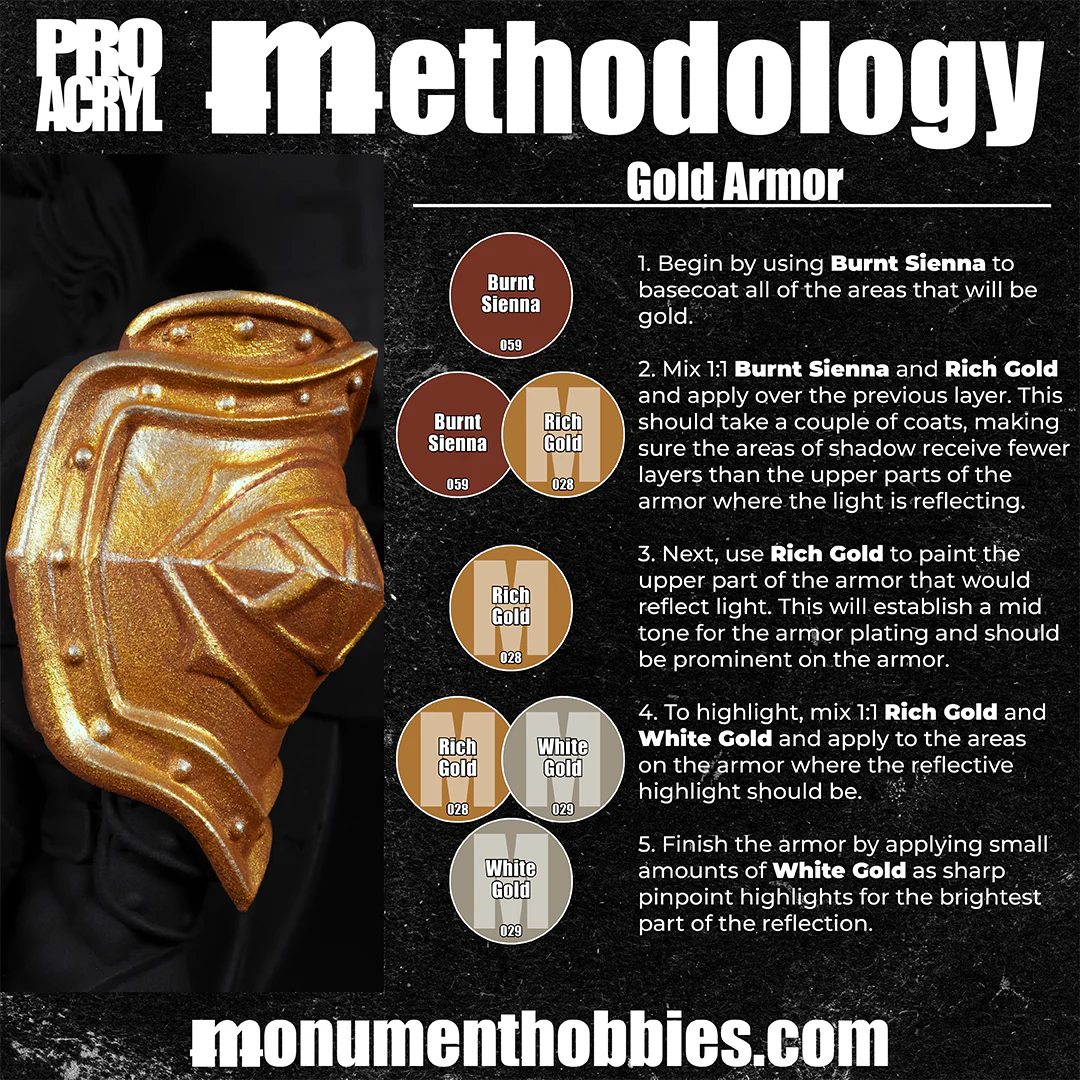 PRO
ACRYL
Methodology
Gold Armor
Burnt
Sienna
059
1. Begin by using Burnt Sienna to
basecoat all of the areas that will be
gold.
Burnt
Sienna
059
Rich
Gold
028
2. Mix 1:1 Burnt Sienna and Rich Gold
and apply over the previous layer. This
should take a couple of coats, making
sure the areas of shadow receive fewer
layers than the upper parts of the
armor where the light is reflecting.
Rich
Gold
028
3. Next, use Rich Gold to paint the
upper part of the armor that would
reflect light. This will establish a mid
tone for the armor plating and should
be prominent on the armor.
Rich
Gold
028
White
Gold
029
4. To highlight, mix 1:1 Rich Gold and
White Gold and apply to the areas
on the armor where the reflective
highlight should be.
White
Gold
029
5. Finish the armor by applying small
amounts of White Gold as sharp
pinpoint highlights for the brightest
part of the reflection.
monumenthobbies.com